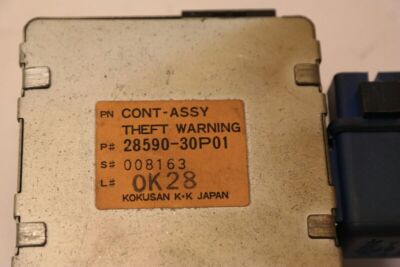 PN CONT-ASSY
THEFT WARNING
P# 28590-30P01
S# 008163
L# 0K28
KOKUSAN K·K JAPAN